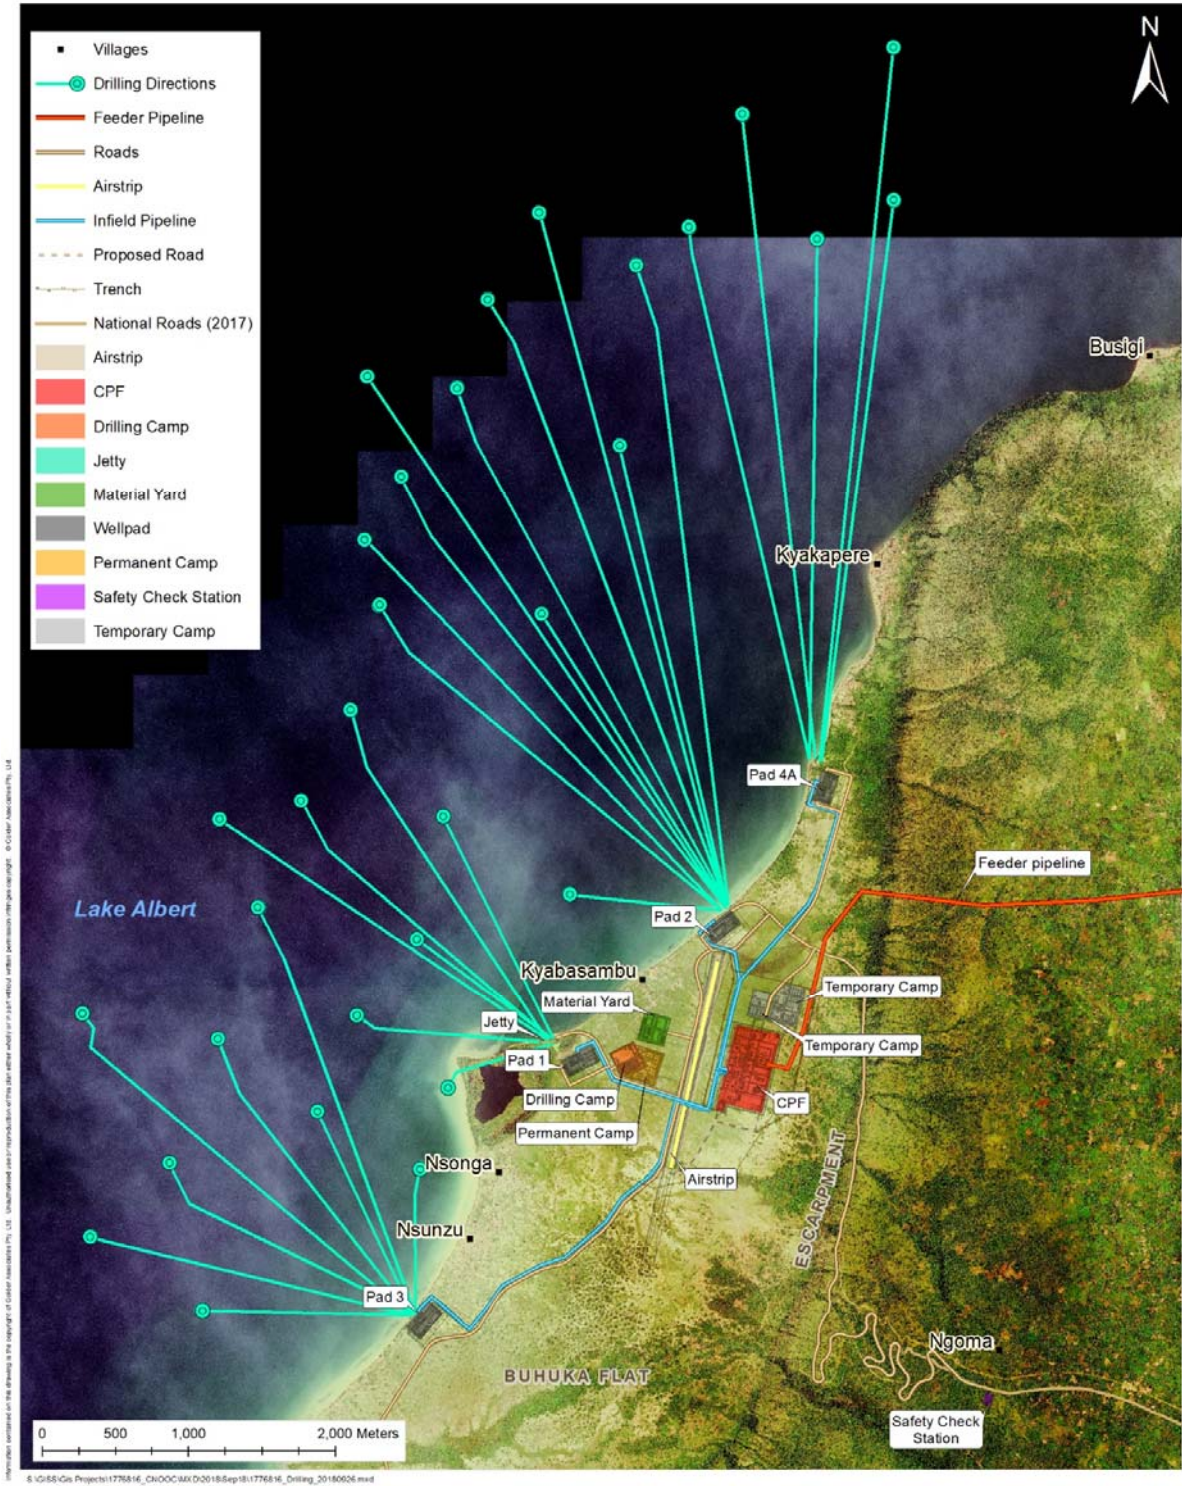 N
Villages
Drilling Directions
Feeder Pipeline
Roads
Airstrip
Infield Pipeline
Proposed Road
Trench
National Roads (2017)
Airstrip
CPF
Drilling Camp
Jetty
Material Yard
Wellpad
Permanent Camp
Safety Check Station
Temporary Camp
Busigi
Kyakapere
Pad 4A
Feeder pipeline
Lake Albert
Pad 2
Kyabasambu
Temporary Camp
Material Yard
Jetty
Temporary Camp
Pad 1
Drilling Camp
CPF
Permanent Camp
Nsonga
Airstrip
ESCARPMENT
Nsunzu
Pad 3
Ngoma
BUHUKA FLAT
Safety Check
Station
0 500 1,000 2,000 Meters